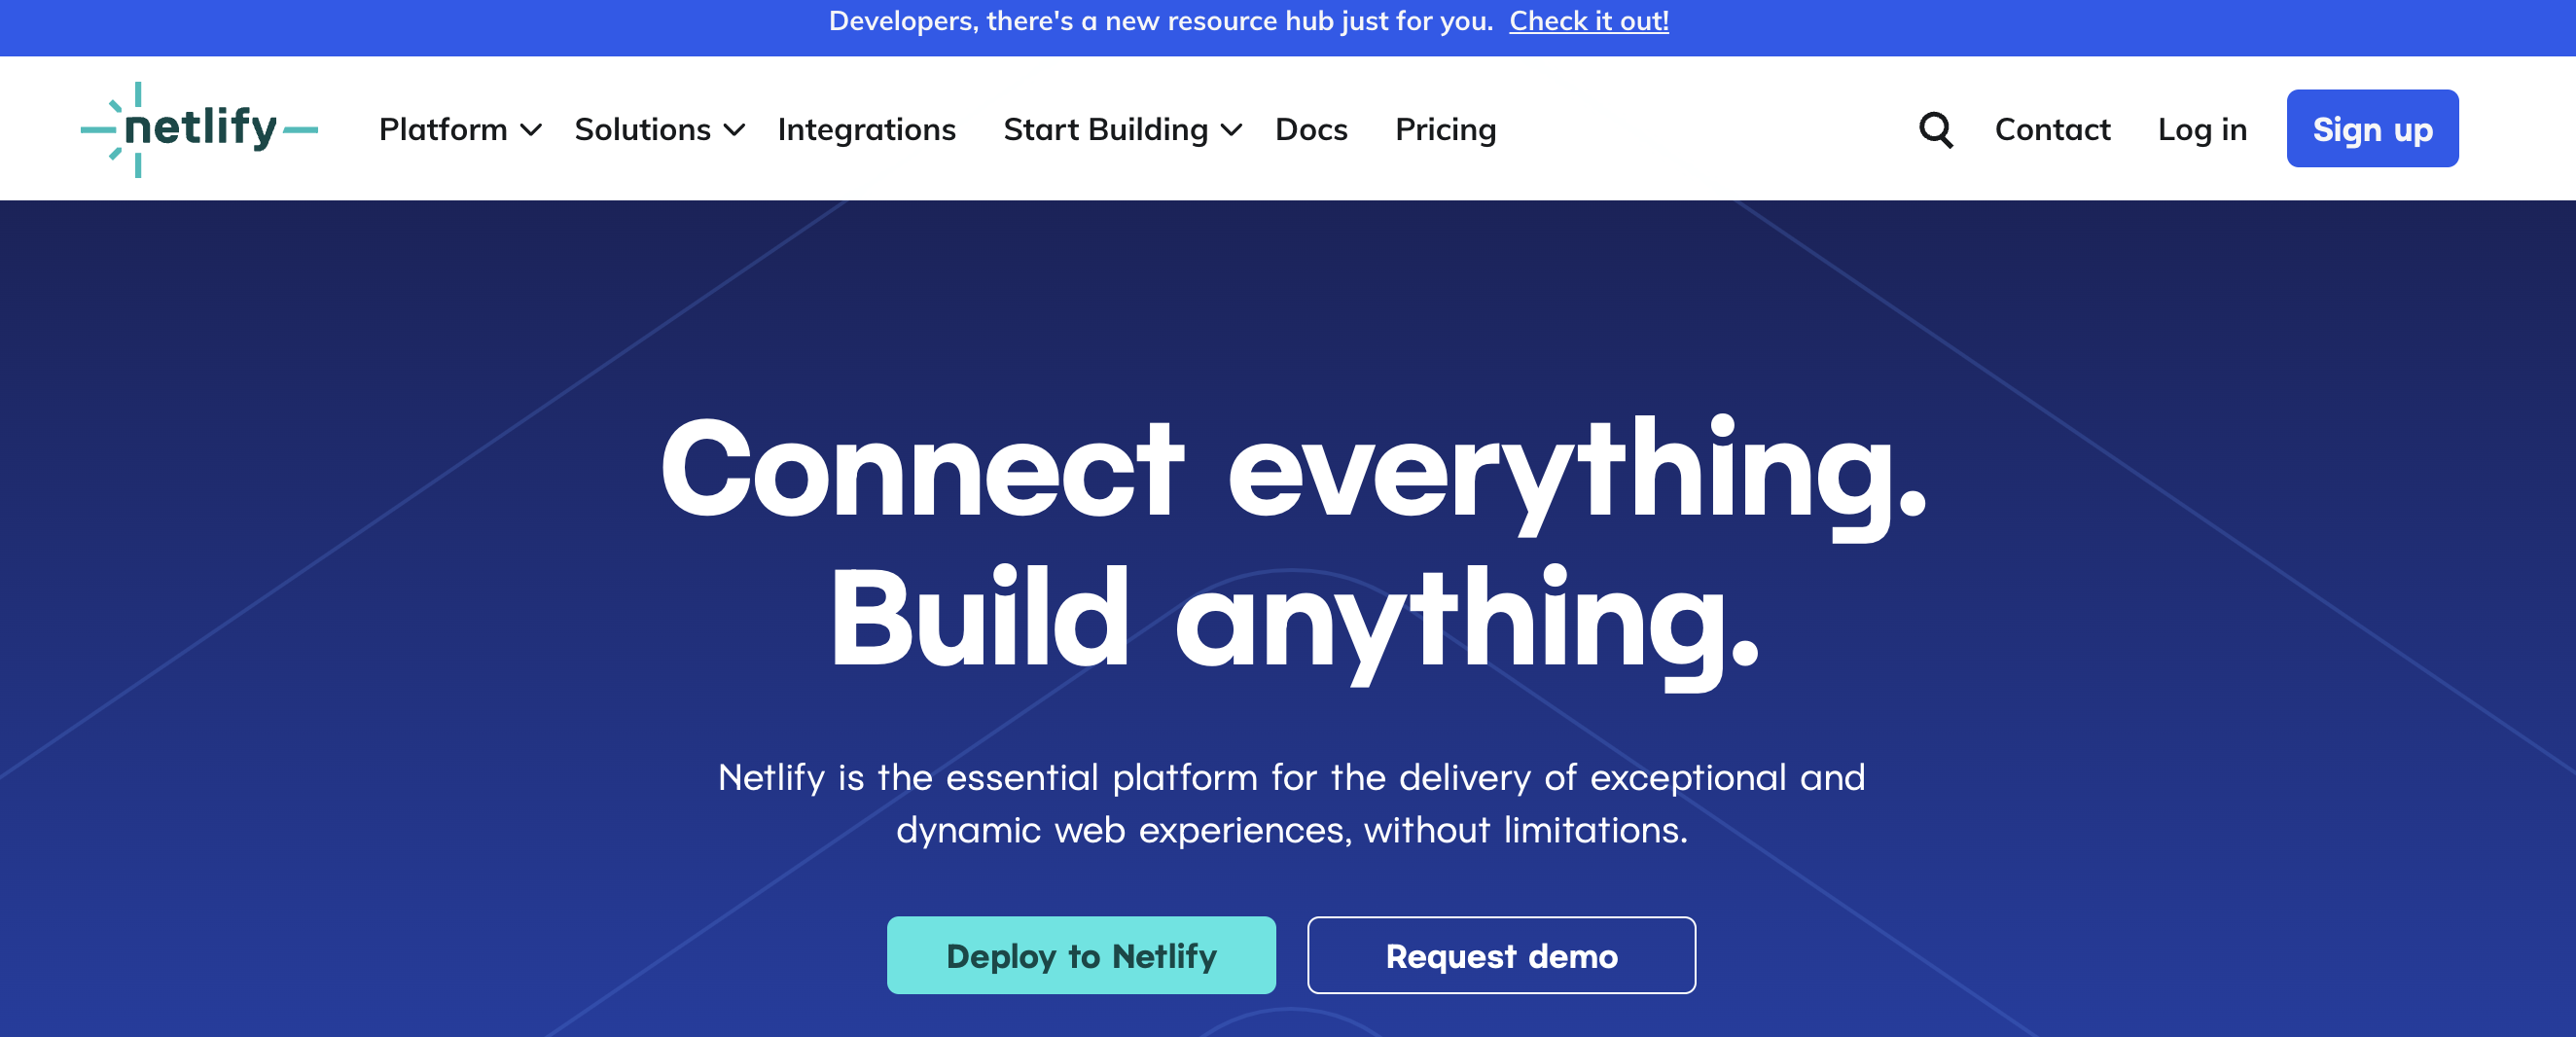 Developers, there's a new resource hub just for you. Check it out!
netlify
Platform Solutions Integrations Start Building Docs Pricing Contact Log in Sign up
Connect everything.
Build anything.
Netlify is the essential platform for the delivery of exceptional and
dynamic web experiences, without limitations.
Deploy to Netlify Request demo